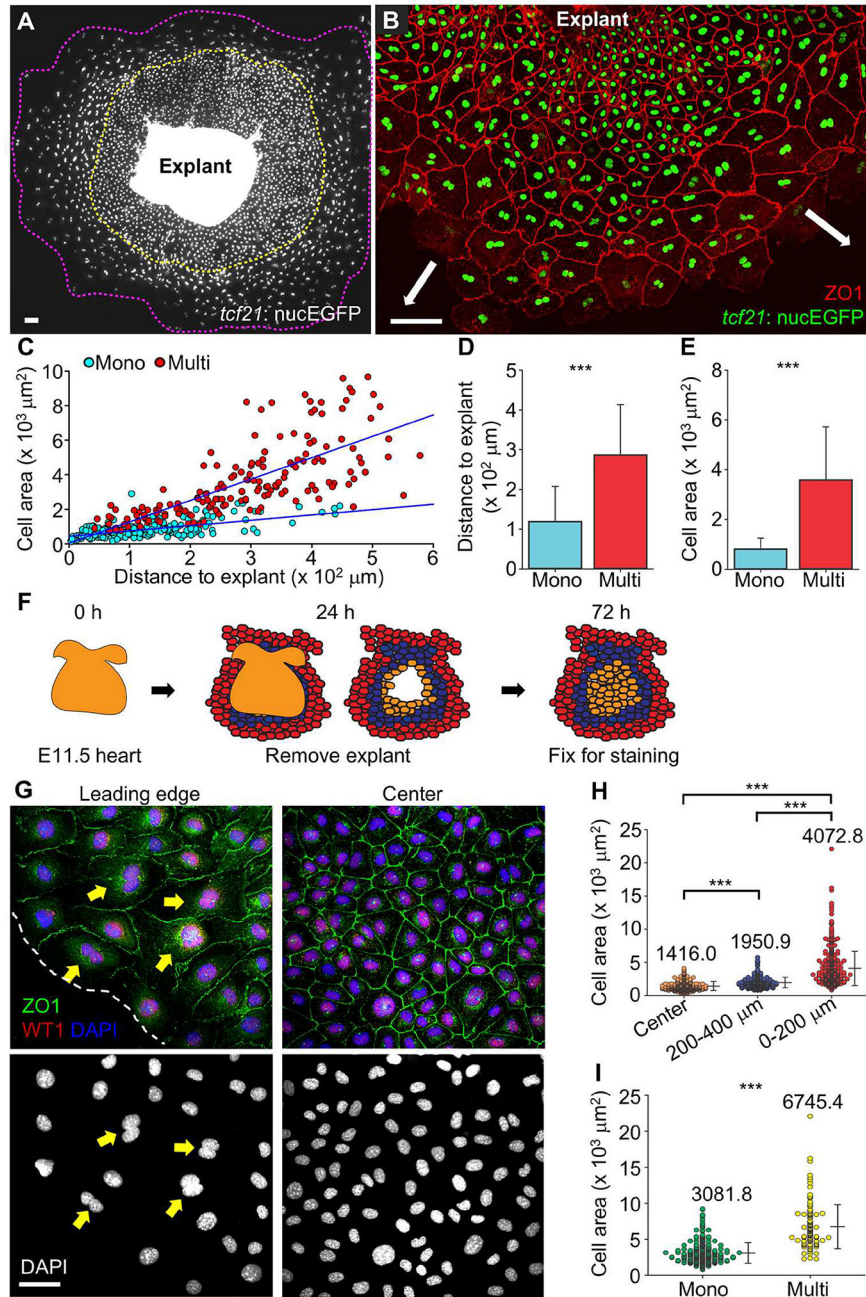 A
Explant
tcf21: nucEGFP
B
Explant
ZO1
tcf21: nucEGFP
C
Mono Multi
Cell area (x 10³ μm²)
10
8
6
4
2
0
0 1 2 3 4 5 6
Distance to explant (x 10² μm)
D
***
Distance to explant
(x 10² μm)
5
4
3
2
1
0
Mono Multi
E
***
Cell area (x 10³ μm²)
8
6
4
2
0
Mono Multi
F
0 h 24 h 72 h
E11.5 heart Remove explant Fix for staining
G
Leading edge Center
ZO1
WT1 DAPI
DAPI
H
***
***
***
4072.8
1416.0 1950.9
Cell area (x 10³ μm²)
25
20
15
10
5
0
Center 200-400 μm 0-200 μm
I
***
6745.4
3081.8
Cell area (x 10³ μm²)
25
20
15
10
5
0
Mono Multi